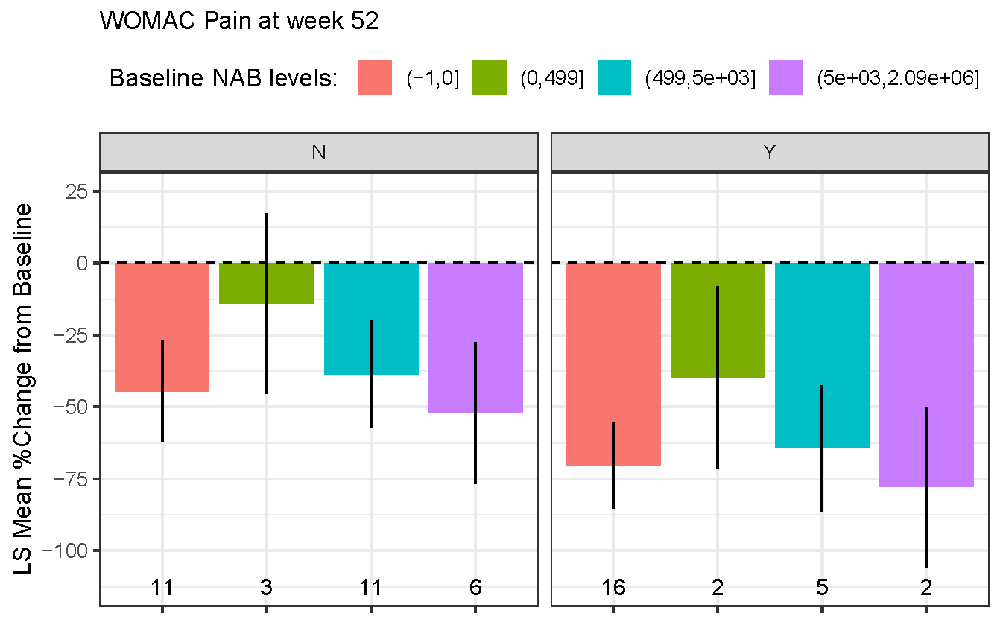 WOMAC Pain at week 52
Baseline NAB levels: (−1,0] (0,499] (499,5e+03] (5e+03,2.09e+06]
N Y
LS Mean %Change from Baseline
25
0
−25
−50
−75
−100
11 3 11 6 16 2 5 2